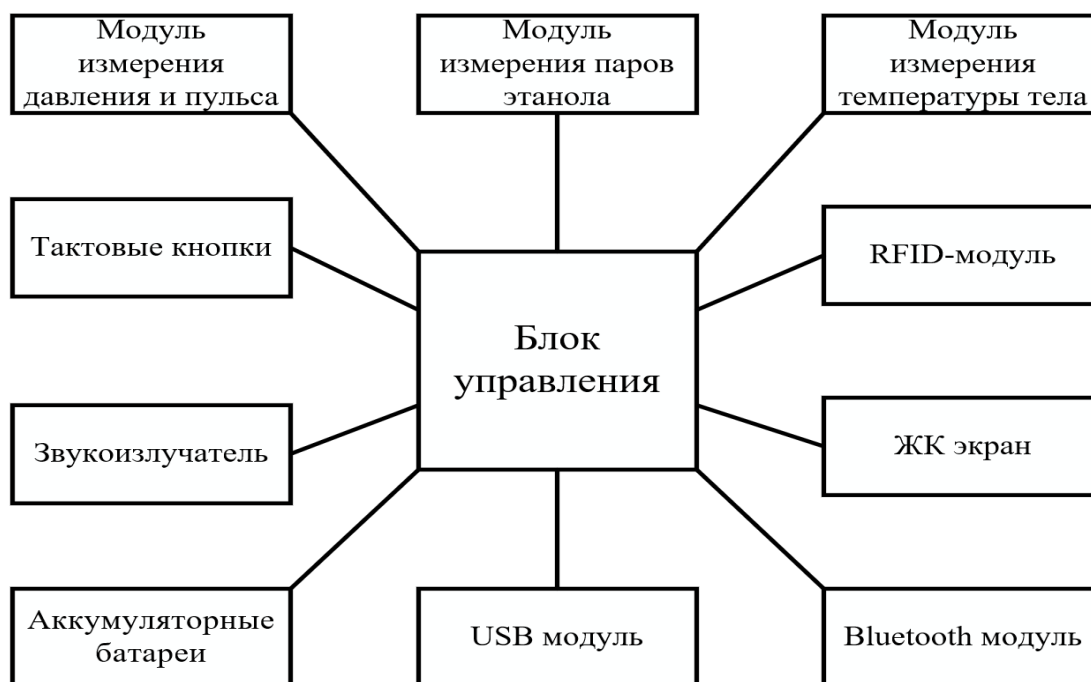 Модуль
измерения
давления и пульса
Модуль
измерения паров
этанола
Модуль
измерения
температуры тела
Тактовые кнопки
RFID-модуль
Блок
управления
Звукоизлучатель
ЖК экран
Аккумуляторные
батареи
USB модуль
Bluetooth модуль